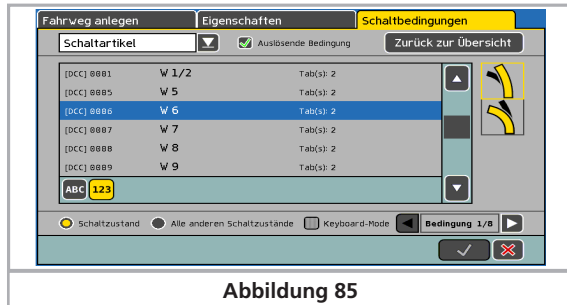 Fahrweg anlegen Eigenschaften Schaltbedingungen
Schaltartikel Auslösende Bedingung Zurück zur Übersicht
[DCC] 0001 W 1/2 Tab(s): 2
[DCC] 0005 W 5 Tab(s): 2
[DCC] 0006 W 6 Tab(s): 2
[DCC] 0007 W 7 Tab(s): 2
[DCC] 0008 W 8 Tab(s): 2
[DCC] 0009 W 9 Tab(s): 2
ABC 123
Schaltzustand Alle anderen Schaltzustände Keyboard-Mode Bedingung 1/8
Abbildung 85